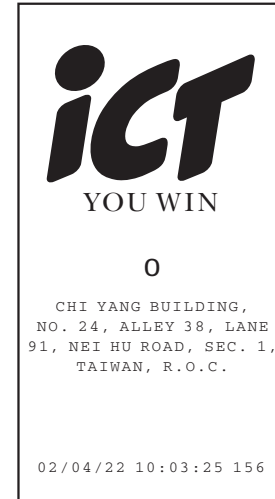 ict
YOU WIN
0
CHI YANG BUILDING,
NO. 24, ALLEY 38, LANE
91, NEI HU ROAD, SEC. 1,
TAIWAN, R.O.C.
02/04/22 10:03:25 156